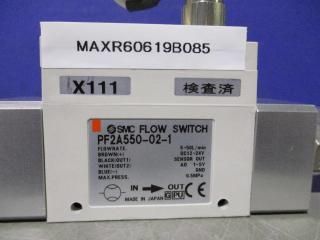 MAXR60619B085
X111
検査済
SMC FLOW SWITCH
PF2A550-02-1
FLOWRATE. 5-50L/min
BROWN(+) DC12-24V
BLACK(OUT1) SENSOR OUT
WHITE(OUT2) AO 1-5V
BLUE(-) GND
MAX.PRESS. 0.5MPa
IN OUT
MADE IN JAPAN
CE